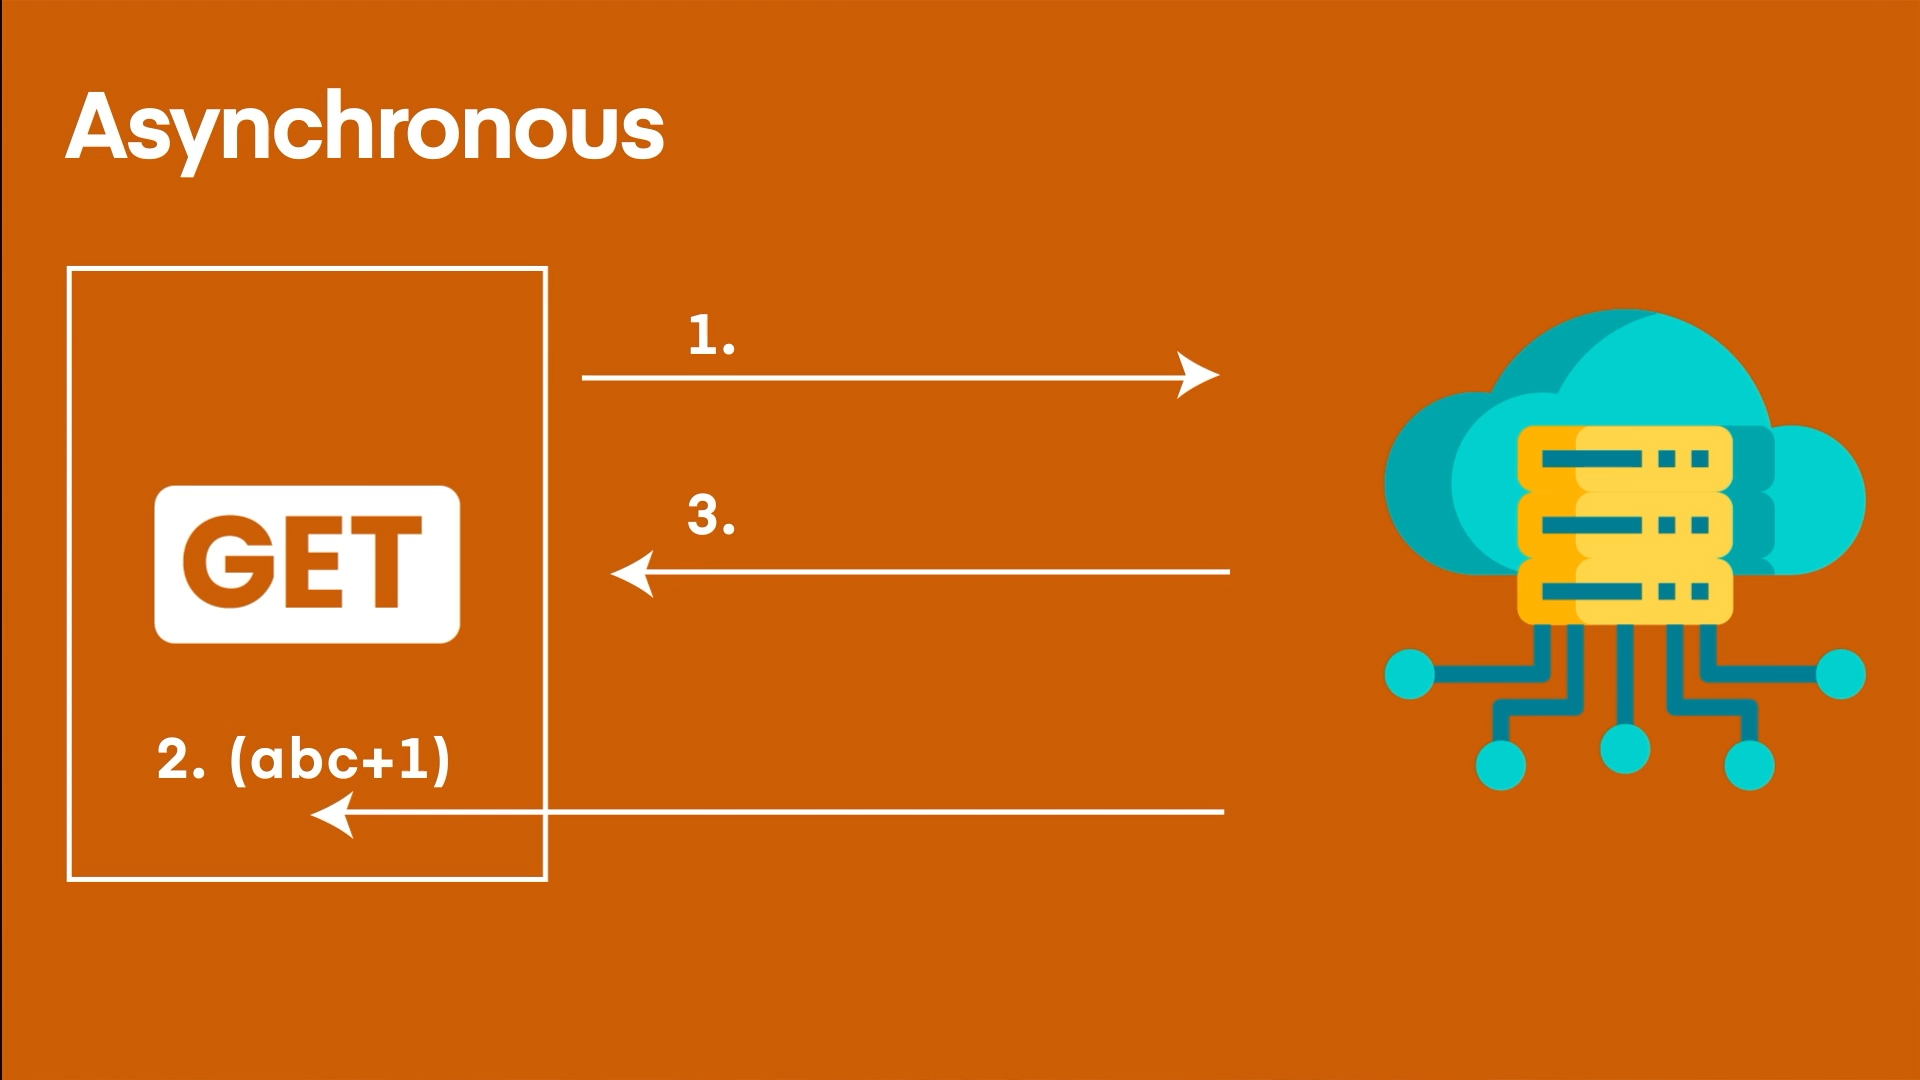 Asynchronous
1.
3.
GET
2. (abc+1)